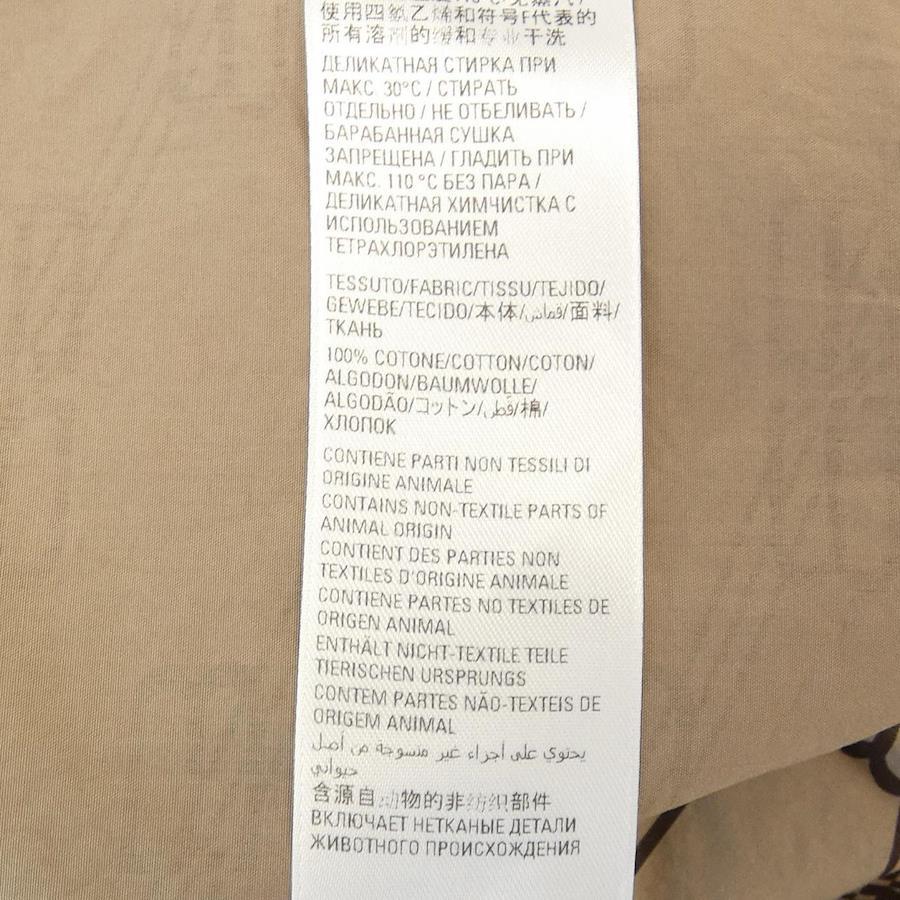 使用四氯乙烯和符号F代表的
所有溶剂的缓和专业干洗
ДЕЛИКАТНАЯ СТИРКА ПРИ
МАКС. 30°C / СТИРАТЬ
ОТДЕЛЬНО / НЕ ОТБЕЛИВАТЬ /
БАРАБАННАЯ СУШКА
ЗАПРЕЩЕНА / ГЛАДИТЬ ПРИ
МАКС. 110 °C БЕЗ ПАРА /
ДЕЛИКАТНАЯ ХИМЧИСТКА С
ИСПОЛЬЗОВАНИЕМ
ТЕТРАХЛОРЭТИЛЕНА
TESSUTO/FABRIC/TISSU/TEJIDO/
GEWEBE/TECIDO/本体/قماش/面料/
ТКАНЬ
100% COTONE/COTTON/COTON/
ALGODON/BAUMWOLLE/
ALGODÃO/コットン/قطن/棉/
ХЛОПОК
CONTIENE PARTI NON TESSILI DI
ORIGINE ANIMALE
CONTAINS NON-TEXTILE PARTS OF
ANIMAL ORIGIN
CONTIENT DES PARTIES NON
TEXTILES D'ORIGINE ANIMALE
CONTIENE PARTES NO TEXTILES DE
ORIGEN ANIMAL
ENTHÄLT NICHT-TEXTILE TEILE
TIERISCHEN URSPRUNGS
CONTEM PARTES NÃO-TEXTEIS DE
ORIGEM ANIMAL
يحتوي على أجزاء غير منسوجة من أصل
حيواني
含源自动物的非纺织部件
ВКЛЮЧАЕТ НЕТКАНЫЕ ДЕТАЛИ
ЖИВОТНОГО ПРОИСХОЖДЕНИЯ